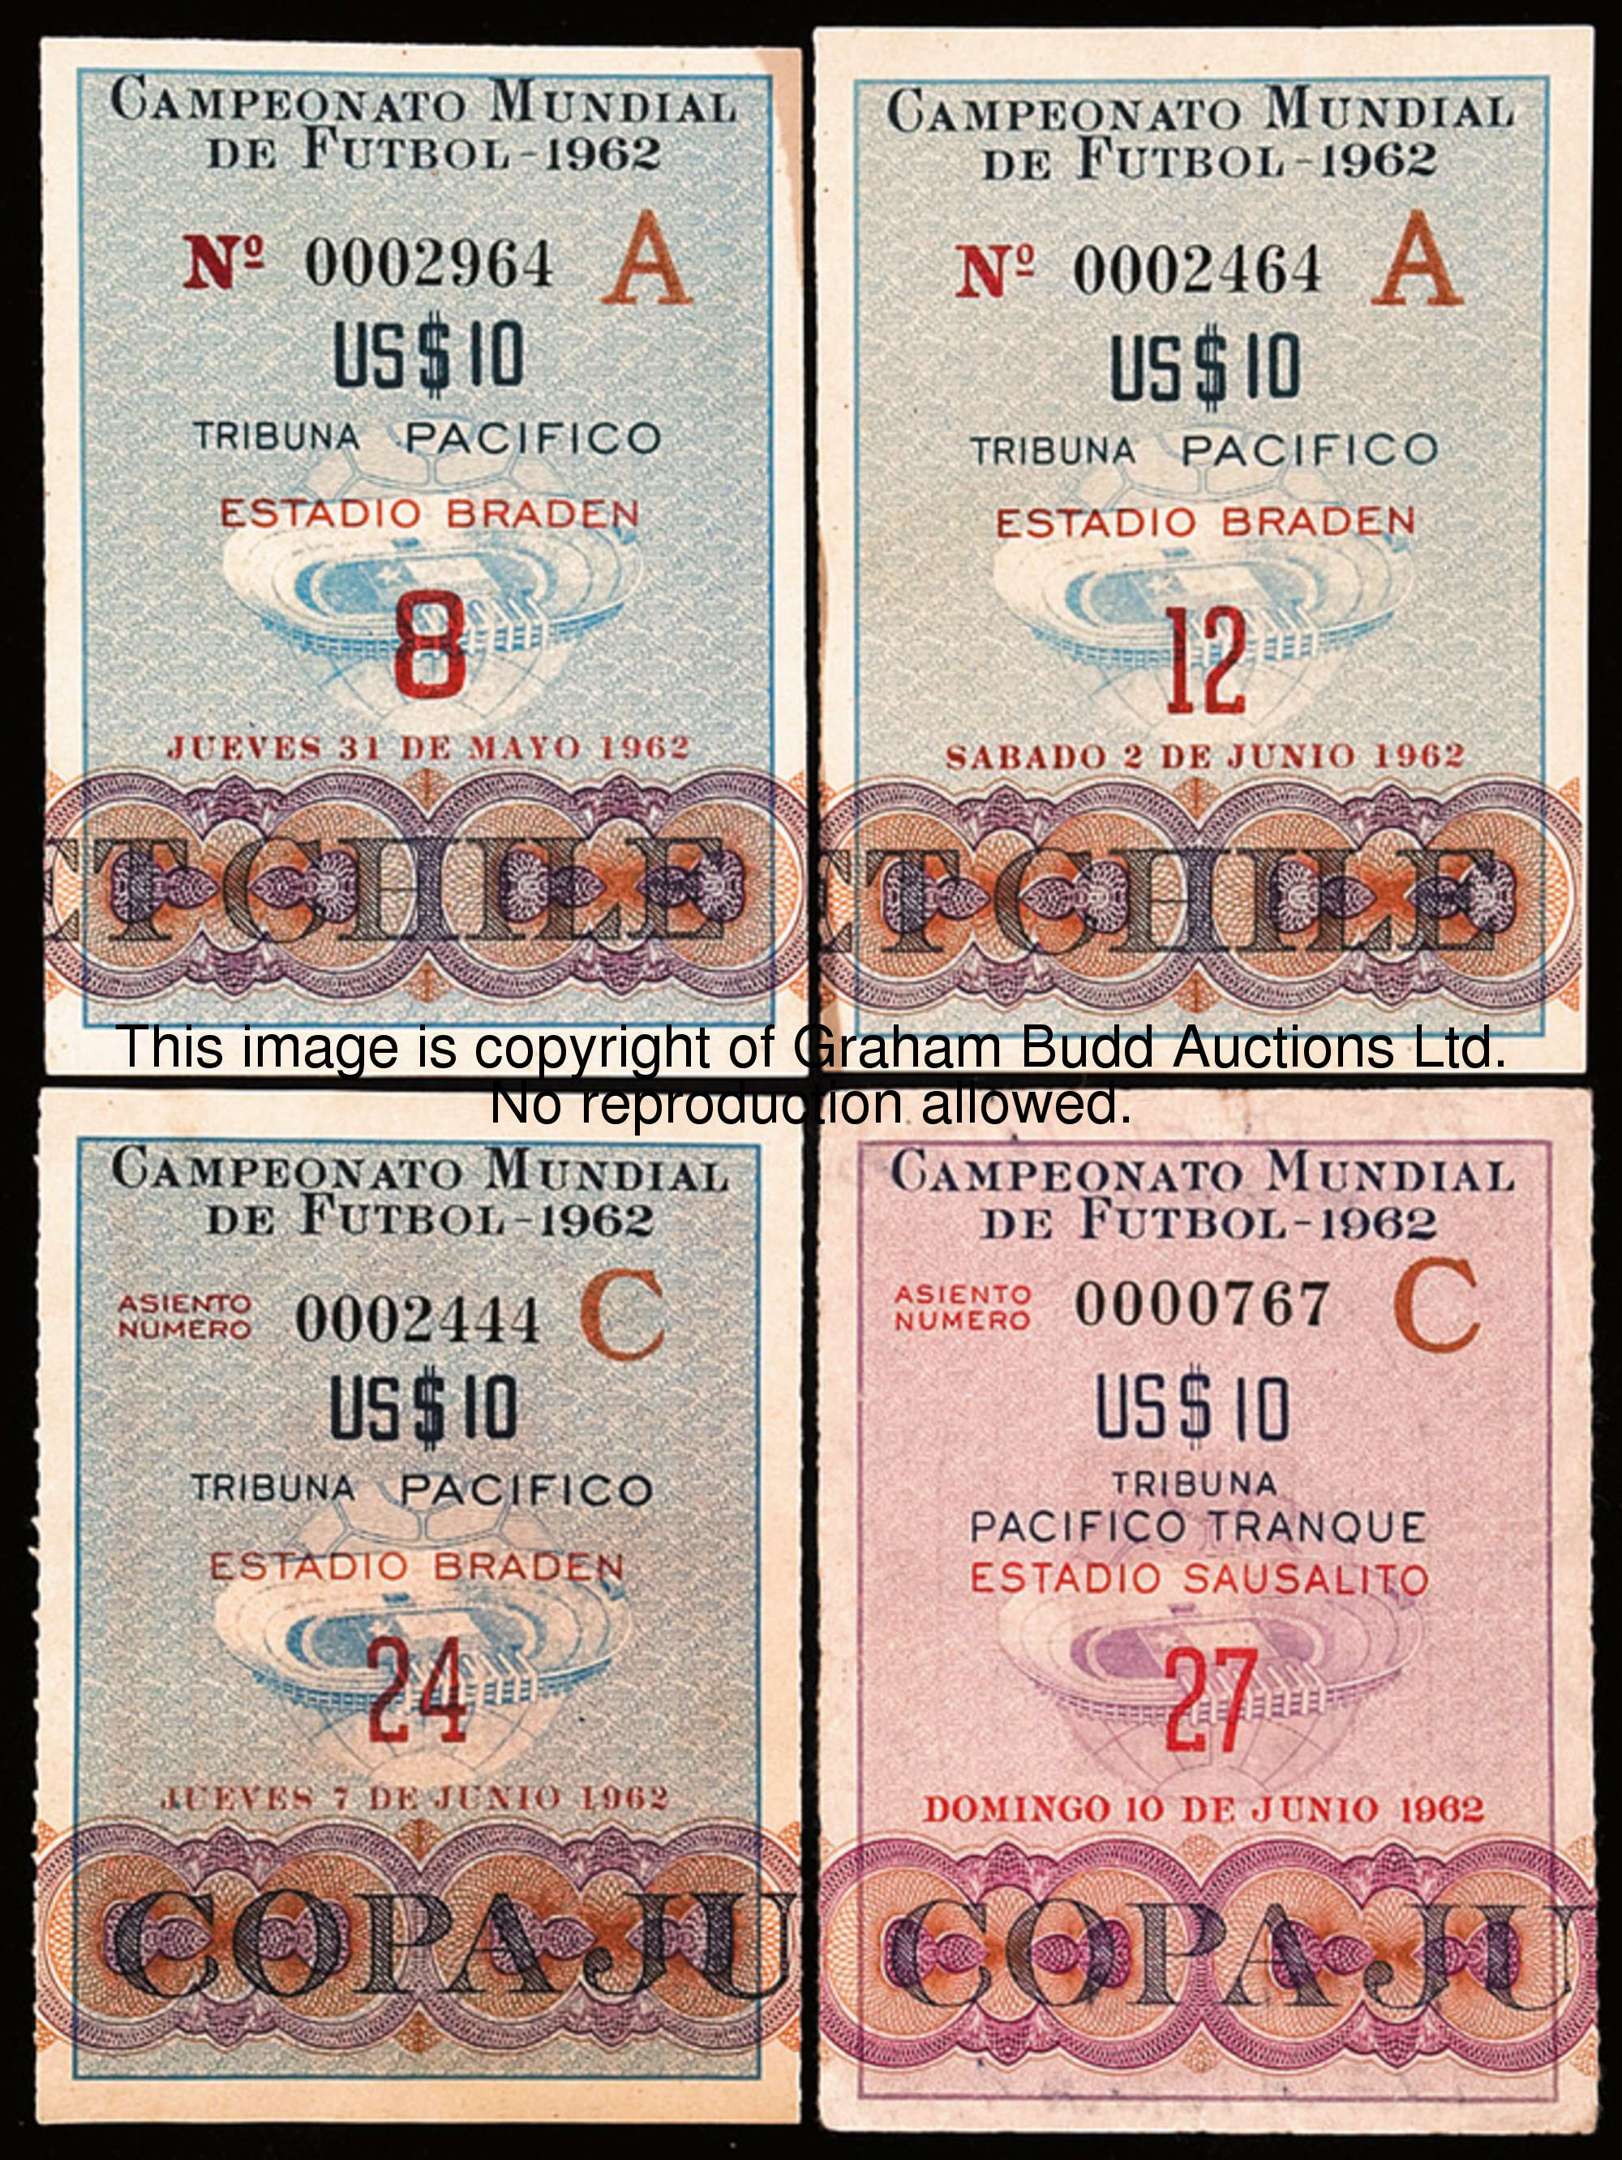 CAMPEONATO MUNDIAL
DE FUTBOL-1962
Nº 0002964 A
US$10
TRIBUNA PACIFICO
ESTADIO BRADEN
8
JUEVES 31 DE MAYO 1962
CT CHILE
CAMPEONATO MUNDIAL
DE FUTBOL-1962
Nº 0002464 A
US$10
TRIBUNA PACIFICO
ESTADIO BRADEN
12
SABADO 2 DE JUNIO 1962
CT CHILE
This image is copyright of Graham Budd Auctions Ltd.
No reproduction allowed.
CAMPEONATO MUNDIAL
DE FUTBOL-1962
ASIENTO
NUMERO 0002444 C
US$10
TRIBUNA PACIFICO
ESTADIO BRADEN
24
JUEVES 7 DE JUNIO 1962
COPA JU
CAMPEONATO MUNDIAL
DE FUTBOL-1962
ASIENTO
NUMERO 0000767 C
US$10
TRIBUNA
PACIFICO TRANQUE
ESTADIO SAUSALITO
27
DOMINGO 10 DE JUNIO 1962
COPA JU